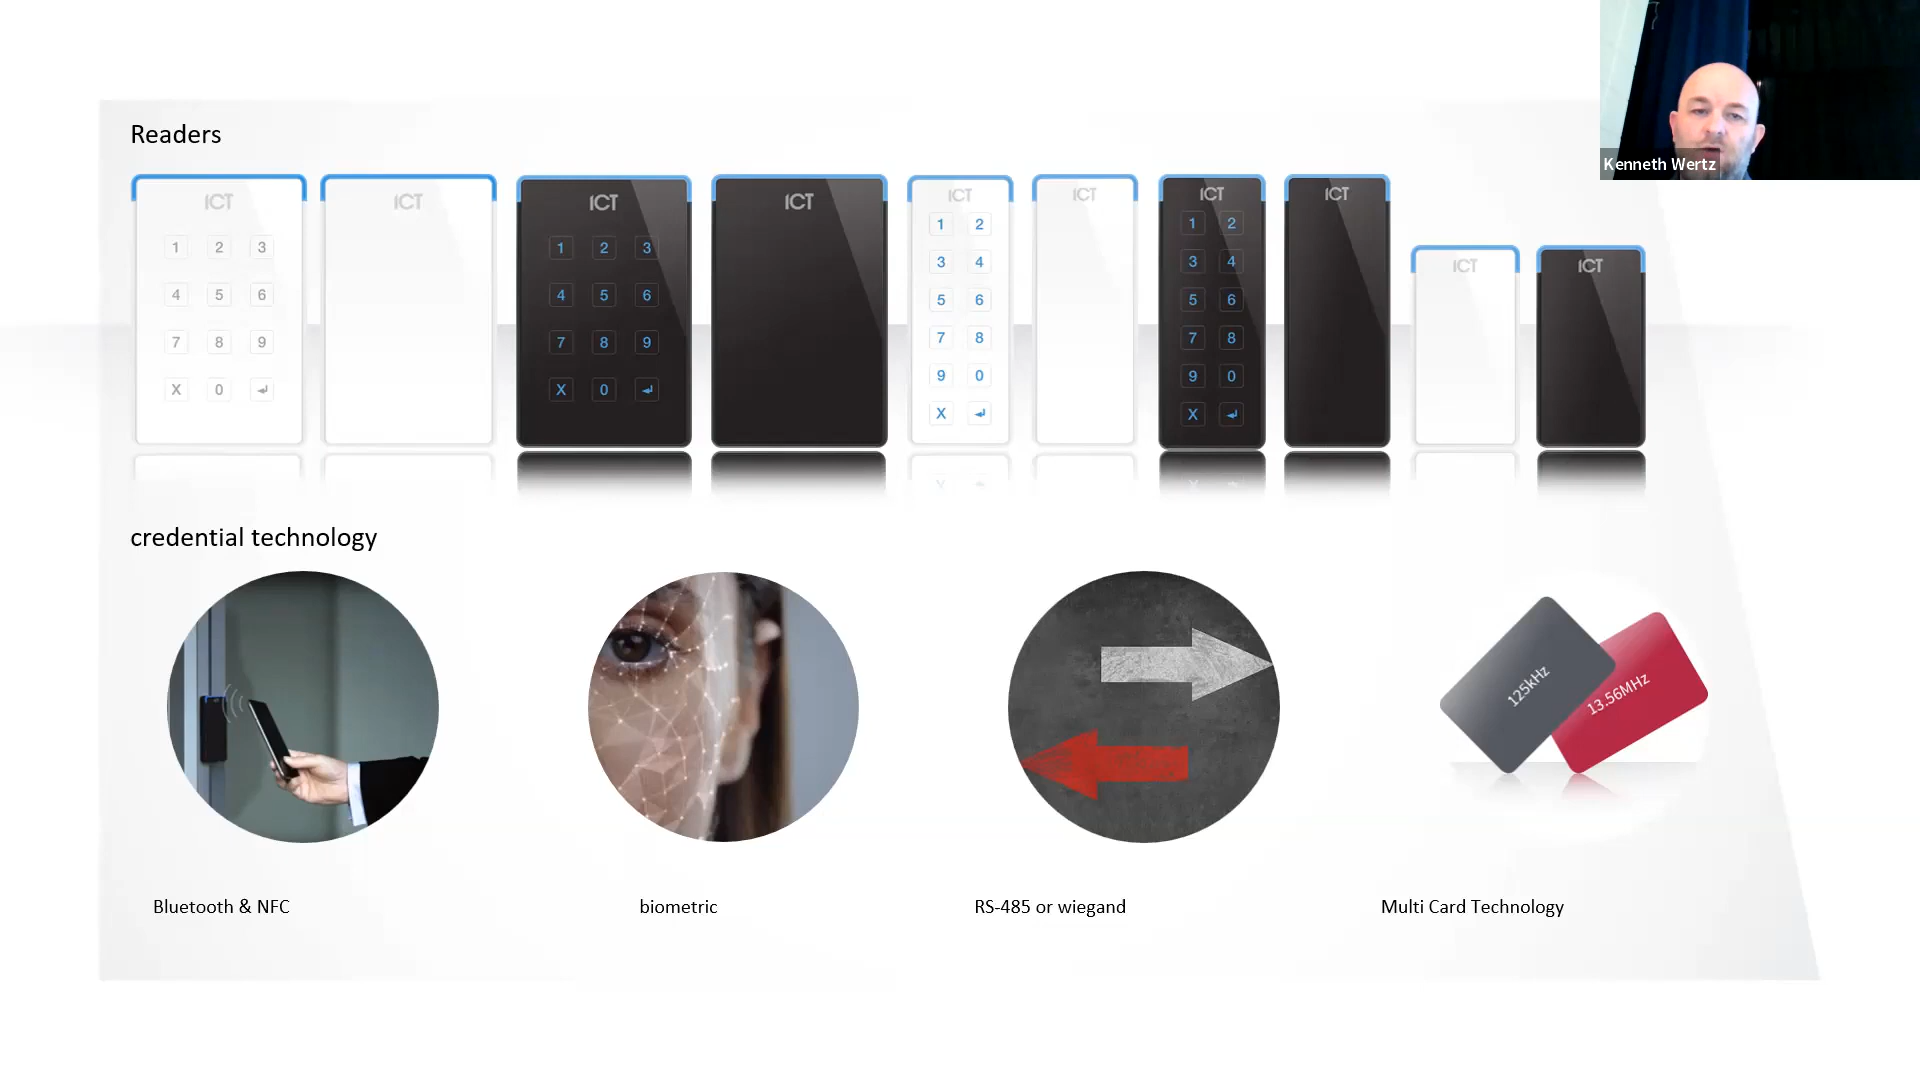 Kenneth Wertz
Readers
ICT
1 2 3
4 5 6
7 8 9
X 0
ICT
ICT
1 2 3
4 5 6
7 8 9
X 0
ICT
ICT
1 2
3 4
5 6
7 8
9 0
X
ICT
ICT
1 2
3 4
5 6
7 8
9 0
X
ICT
ICT
ICT
credential technology
125kHz
13.56MHz
Bluetooth & NFC
biometric
RS-485 or wiegand
Multi Card Technology